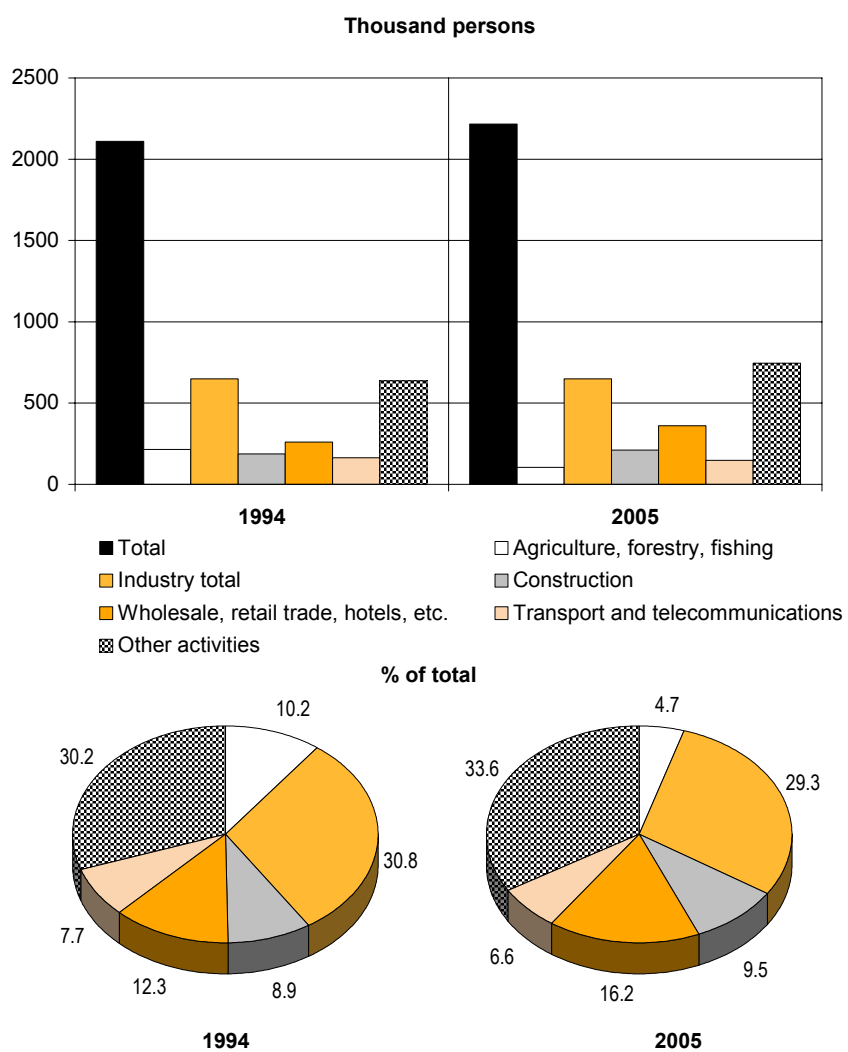 Thousand persons
2500
2000
1500
1000
500
0
1994 2005
Total Agriculture, forestry, fishing
Industry total Construction
Wholesale, retail trade, hotels, etc. Transport and telecommunications
Other activities
% of total
10.2 4.7
30.2 33.6
29.3
30.8
7.7 6.6
12.3 8.9 16.2 9.5
1994 2005